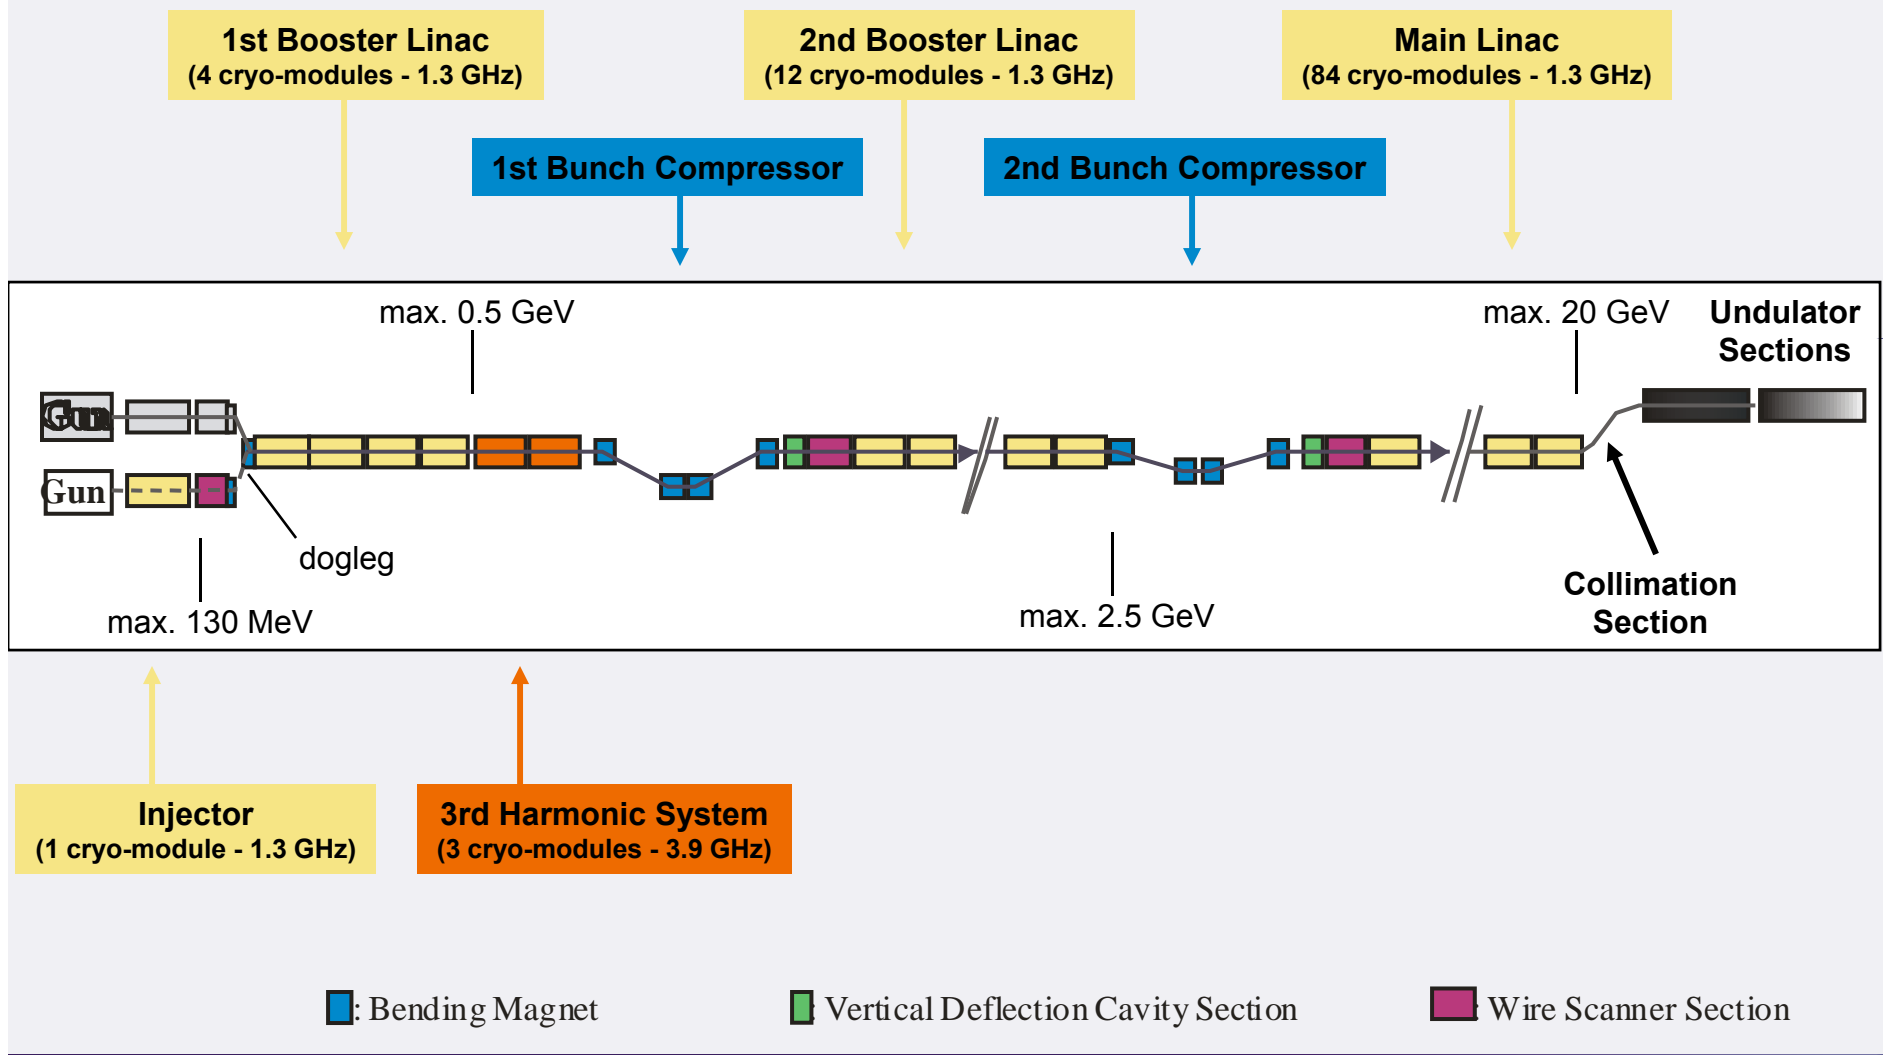 1st Booster Linac
(4 cryo-modules - 1.3 GHz)
2nd Booster Linac
(12 cryo-modules - 1.3 GHz)
Main Linac
(84 cryo-modules - 1.3 GHz)
1st Bunch Compressor
2nd Bunch Compressor
max. 0.5 GeV
max. 20 GeV
Undulator
Sections
Gun
Gun
dogleg
max. 130 MeV
max. 2.5 GeV
Collimation
Section
Injector
(1 cryo-module - 1.3 GHz)
3rd Harmonic System
(3 cryo-modules - 3.9 GHz)
: Bending Magnet
: Vertical Deflection Cavity Section
: Wire Scanner Section